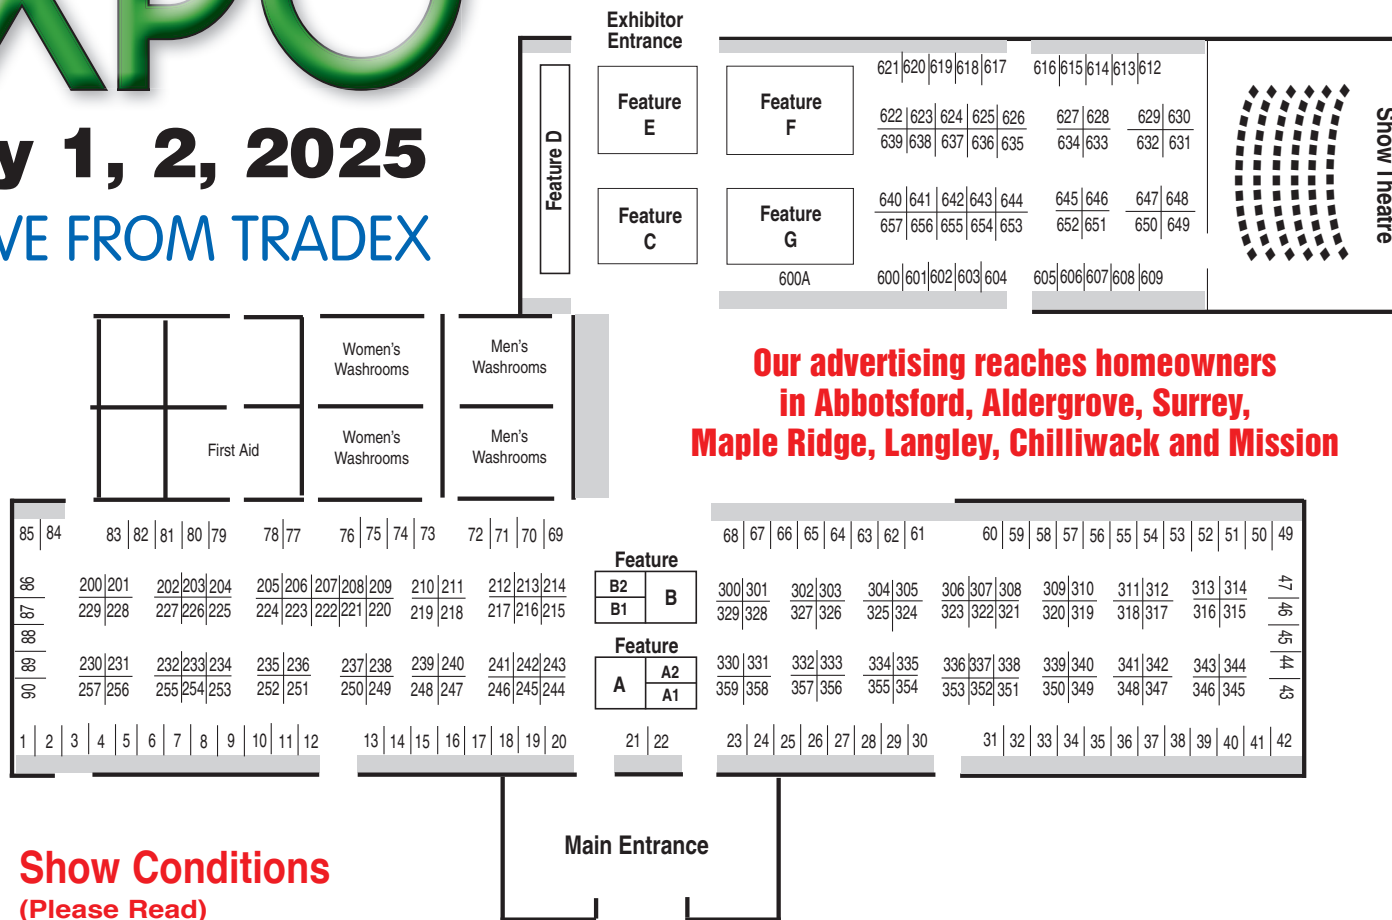 XPO
y 1, 2, 2025
VE FROM TRADEX
Exhibitor
Entrance
Feature D
Feature
E
Feature
F
Feature
C
Feature
G
600A
621 620 619 618 617 616 615 614 613 612
622 623 624 625 626 627 628 629 630
639 638 637 636 635 634 633 632 631
640 641 642 643 644 645 646 647 648
657 656 655 654 653 652 651 650 649
600 601 602 603 604 605 606 607 608 609
Show Theatre
Women's
Washrooms
Men's
Washrooms
First Aid
Women's
Washrooms
Men's
Washrooms
Our advertising reaches homeowners
in Abbotsford, Aldergrove, Surrey,
Maple Ridge, Langley, Chilliwack and Mission
85 84 83 82 81 80 79 78 77 76 75 74 73 72 71 70 69
68 67 66 65 64 63 62 61 60 59 58 57 56 55 54 53 52 51 50 49
86
87
88
89
90
200 201 202 203 204 205 206 207 208 209 210 211 212 213 214
229 228 227 226 225 224 223 222 221 220 219 218 217 216 215
230 231 232 233 234 235 236 237 238 239 240 241 242 243
257 256 255 254 253 252 251 250 249 248 247 246 245 244
Feature
B2
B1
B
Feature
A
A2
A1
300 301 302 303 304 305 306 307 308 309 310 311 312 313 314
329 328 327 326 325 324 323 322 321 320 319 318 317 316 315
330 331 332 333 334 335 336 337 338 339 340 341 342 343 344
359 358 357 356 355 354 353 352 351 350 349 348 347 346 345
47
46
45
44
43
1 2 3 4 5 6 7 8 9 10 11 12 13 14 15 16 17 18 19 20 21 22
23 24 25 26 27 28 29 30 31 32 33 34 35 36 37 38 39 40 41 42
Main Entrance
Show Conditions
(Please Read)